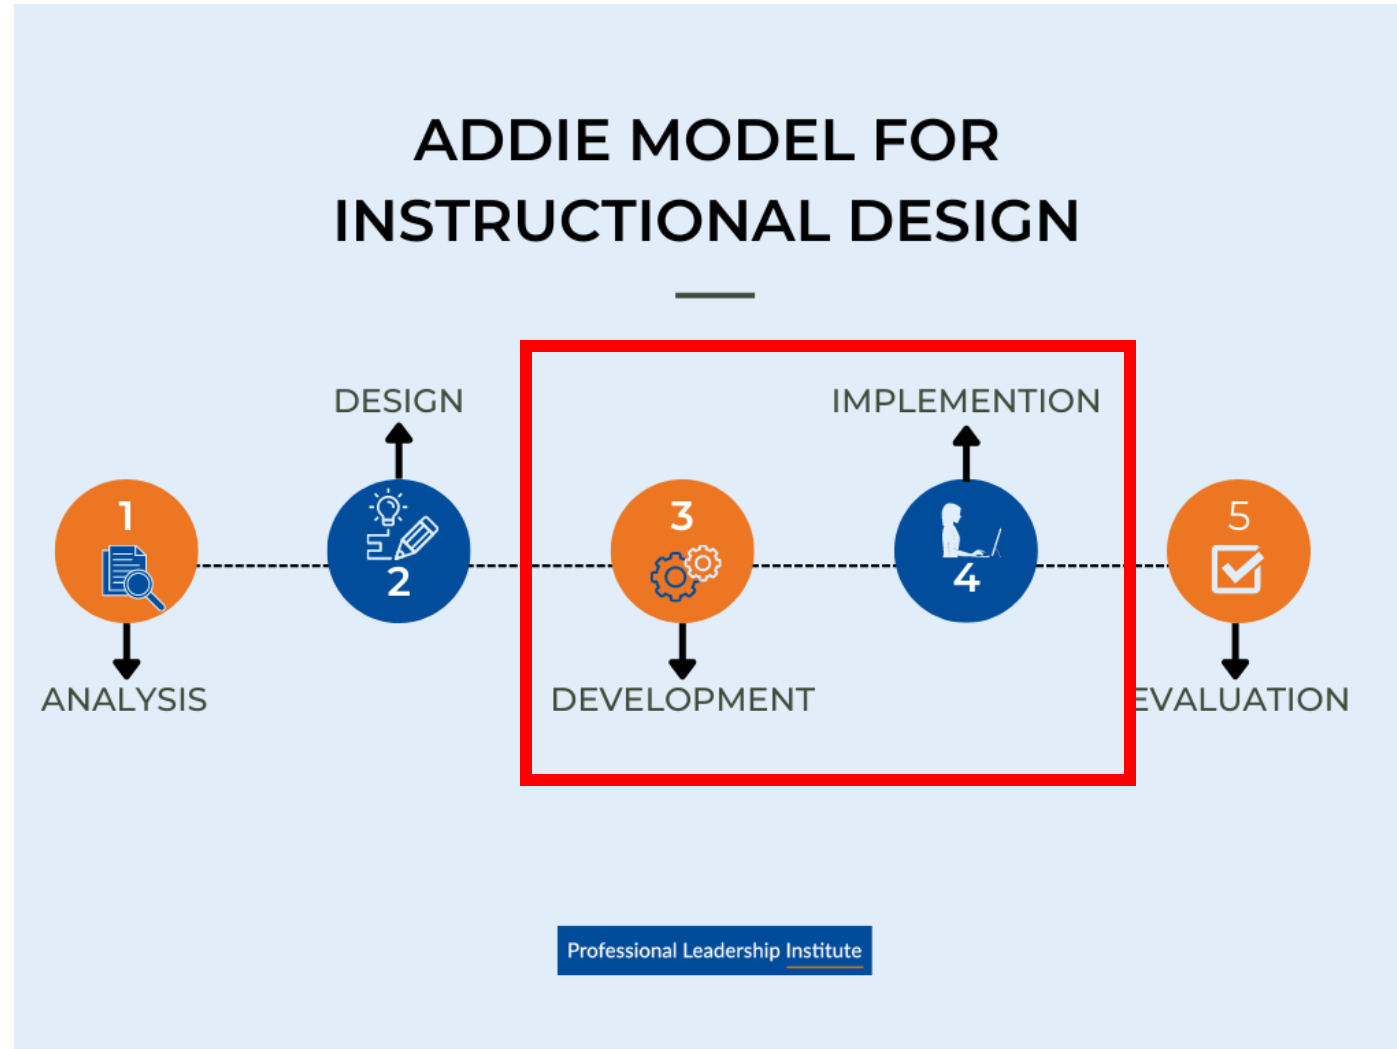 ADDIE MODEL FOR
INSTRUCTIONAL DESIGN
DESIGN
IMPLEMENTION
1
2
3
4
5
ANALYSIS
DEVELOPMENT
EVALUATION
Professional Leadership Institute